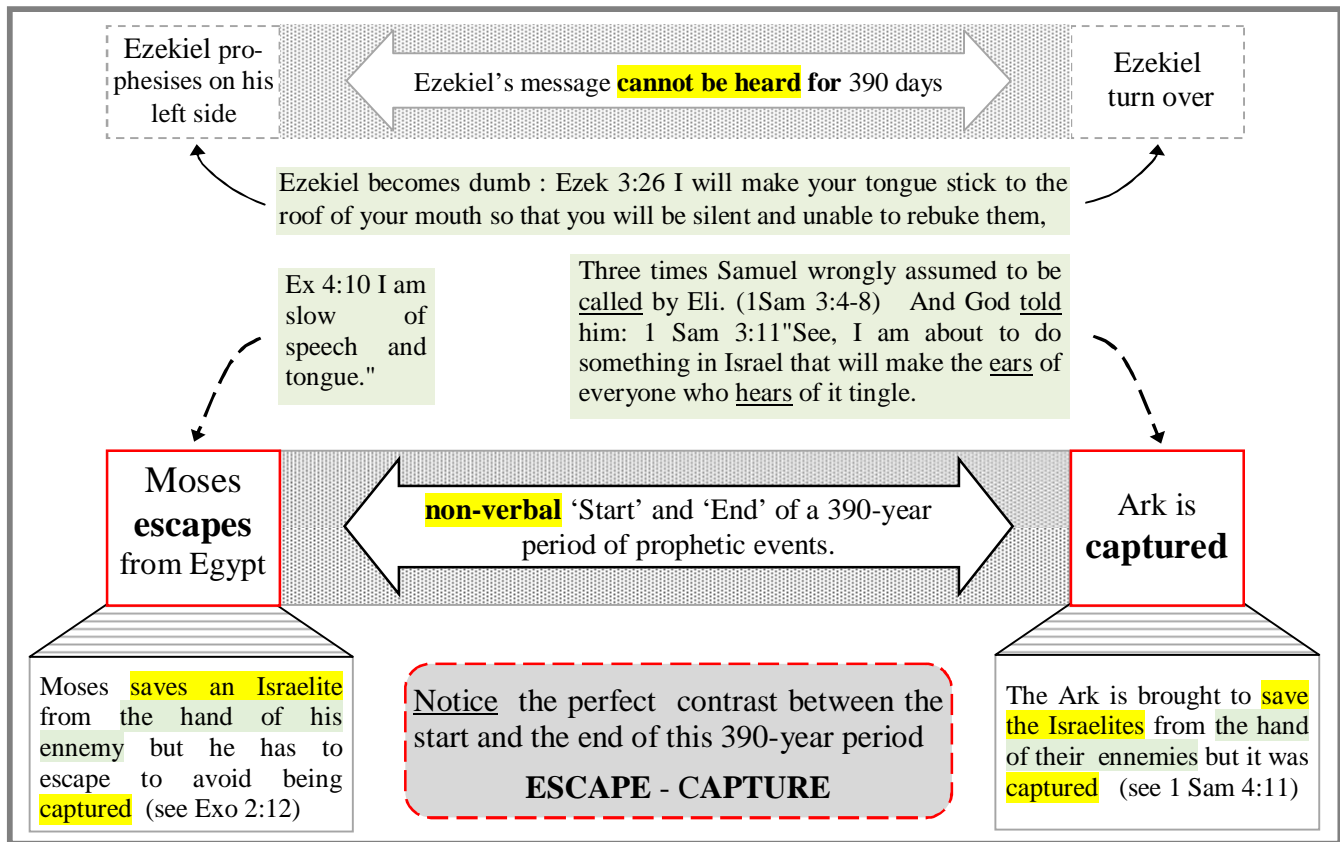 Ezekiel pro-
phesises on his
left side
Ezekiel’s message cannot be heard for 390 days
Ezekiel
turn over
Ezekiel becomes dumb : Ezek 3:26 I will make your tongue stick to the
roof of your mouth so that you will be silent and unable to rebuke them,
Ex 4:10 I am
slow of
speech and
tongue."
Three times Samuel wrongly assumed to be
called by Eli. (1Sam 3:4-8) And God told
him: 1 Sam 3:11"See, I am about to do
something in Israel that will make the ears of
everyone who hears of it tingle.
Moses
escapes
from Egypt
non-verbal ‘Start’ and ‘End’ of a 390-year
period of prophetic events.
Ark is
captured
Moses saves an Israelite
from the hand of his
ennemy but he has to
escape to avoid being
captured (see Exo 2:12)
Notice the perfect contrast between the
start and the end of this 390-year period
ESCAPE - CAPTURE
The Ark is brought to save
the Israelites from the hand
of their ennemies but it was
captured (see 1 Sam 4:11)